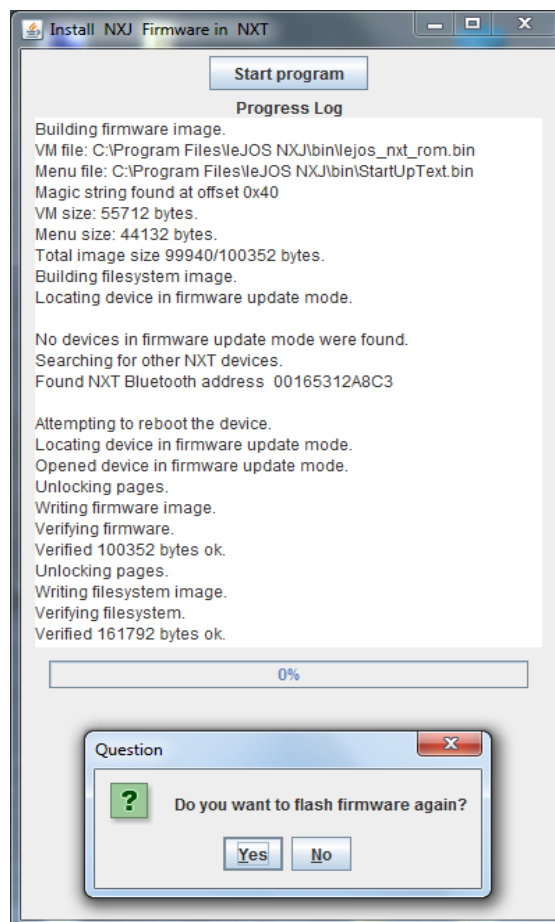 Install NXJ Firmware in NXT
Start program
Progress Log
Building firmware image.
VM file: C:\Program Files\leJOS NXJ\bin\lejos_nxt_rom.bin
Menu file: C:\Program Files\leJOS NXJ\bin\StartUpText.bin
Magic string found at offset 0x40
VM size: 55712 bytes.
Menu size: 44132 bytes.
Total image size 99940/100352 bytes.
Building filesystem image.
Locating device in firmware update mode.
No devices in firmware update mode were found.
Searching for other NXT devices.
Found NXT Bluetooth address 00165312A8C3
Attempting to reboot the device.
Locating device in firmware update mode.
Opened device in firmware update mode.
Unlocking pages.
Writing firmware image.
Verifying firmware.
Verified 100352 bytes ok.
Unlocking pages.
Writing filesystem image.
Verifying filesystem.
Verified 161792 bytes ok.
0%
Question
Do you want to flash firmware again?
Yes No